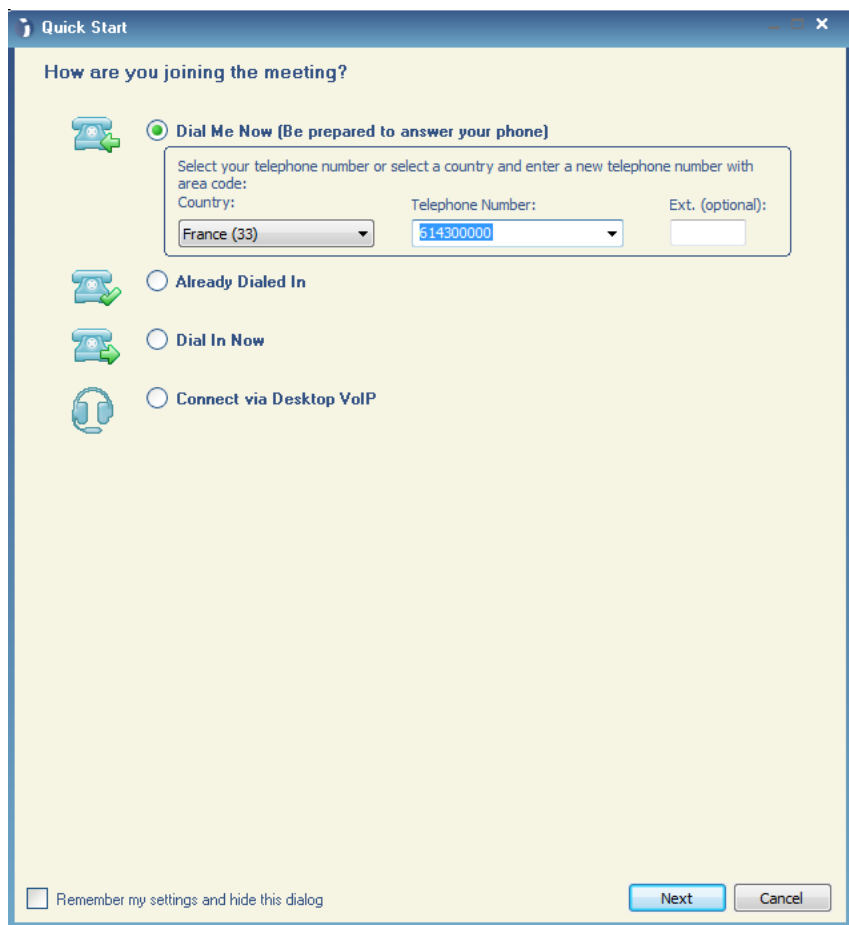 Quick Start
How are you joining the meeting?
Dial Me Now (Be prepared to answer your phone)
Select your telephone number or select a country and enter a new telephone number with
area code:
Country:
Telephone Number:
Ext. (optional):
France (33)
614300000
Already Dialed In
Dial In Now
Connect via Desktop VoIP
Remember my settings and hide this dialog
Next
Cancel